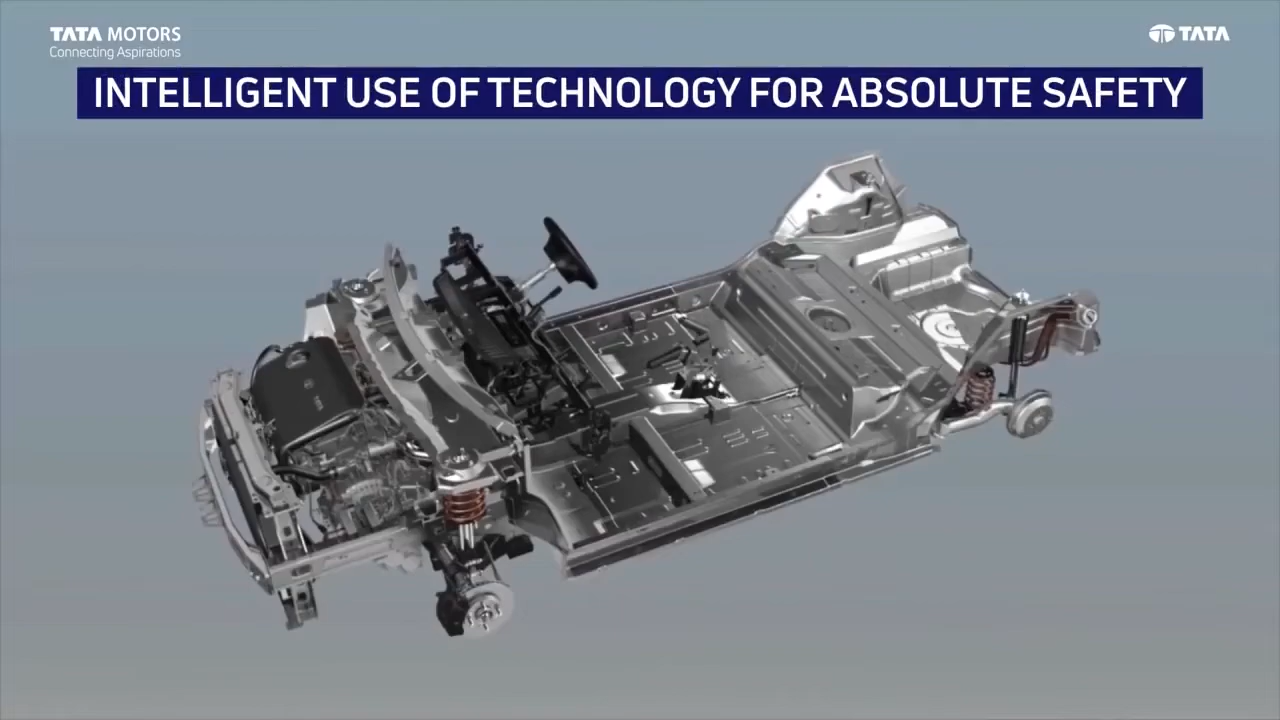 TATA MOTORS
Connecting Aspirations
TATA
INTELLIGENT USE OF TECHNOLOGY FOR ABSOLUTE SAFETY